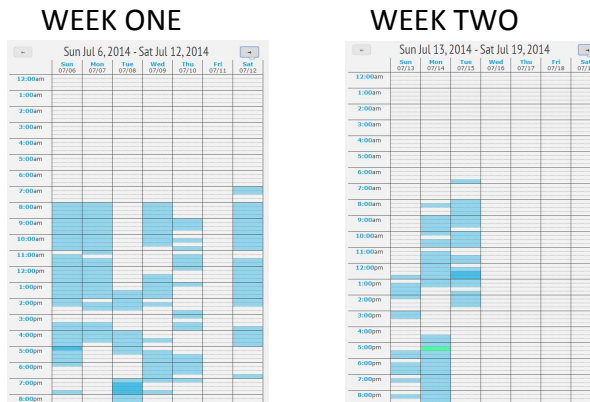 WEEK ONE
WEEK TWO
← Sun Jul 6, 2014 - Sat Jul 12, 2014 →
Sun Mon Tue Wed Thu Fri Sat
07/06 07/07 07/08 07/09 07/10 07/11 07/12
12:00am
1:00am
2:00am
3:00am
4:00am
5:00am
6:00am
7:00am
8:00am
9:00am
10:00am
11:00am
12:00pm
1:00pm
2:00pm
3:00pm
4:00pm
5:00pm
6:00pm
7:00pm
8:00pm
← Sun Jul 13, 2014 - Sat Jul 19, 2014
Sun Mon Tue Wed Thu Fri
07/13 07/14 07/15 07/16 07/17 07/18
12:00am
1:00am
2:00am
3:00am
4:00am
5:00am
6:00am
7:00am
8:00am
9:00am
10:00am
11:00am
12:00pm
1:00pm
2:00pm
3:00pm
4:00pm
5:00pm
6:00pm
7:00pm
8:00pm